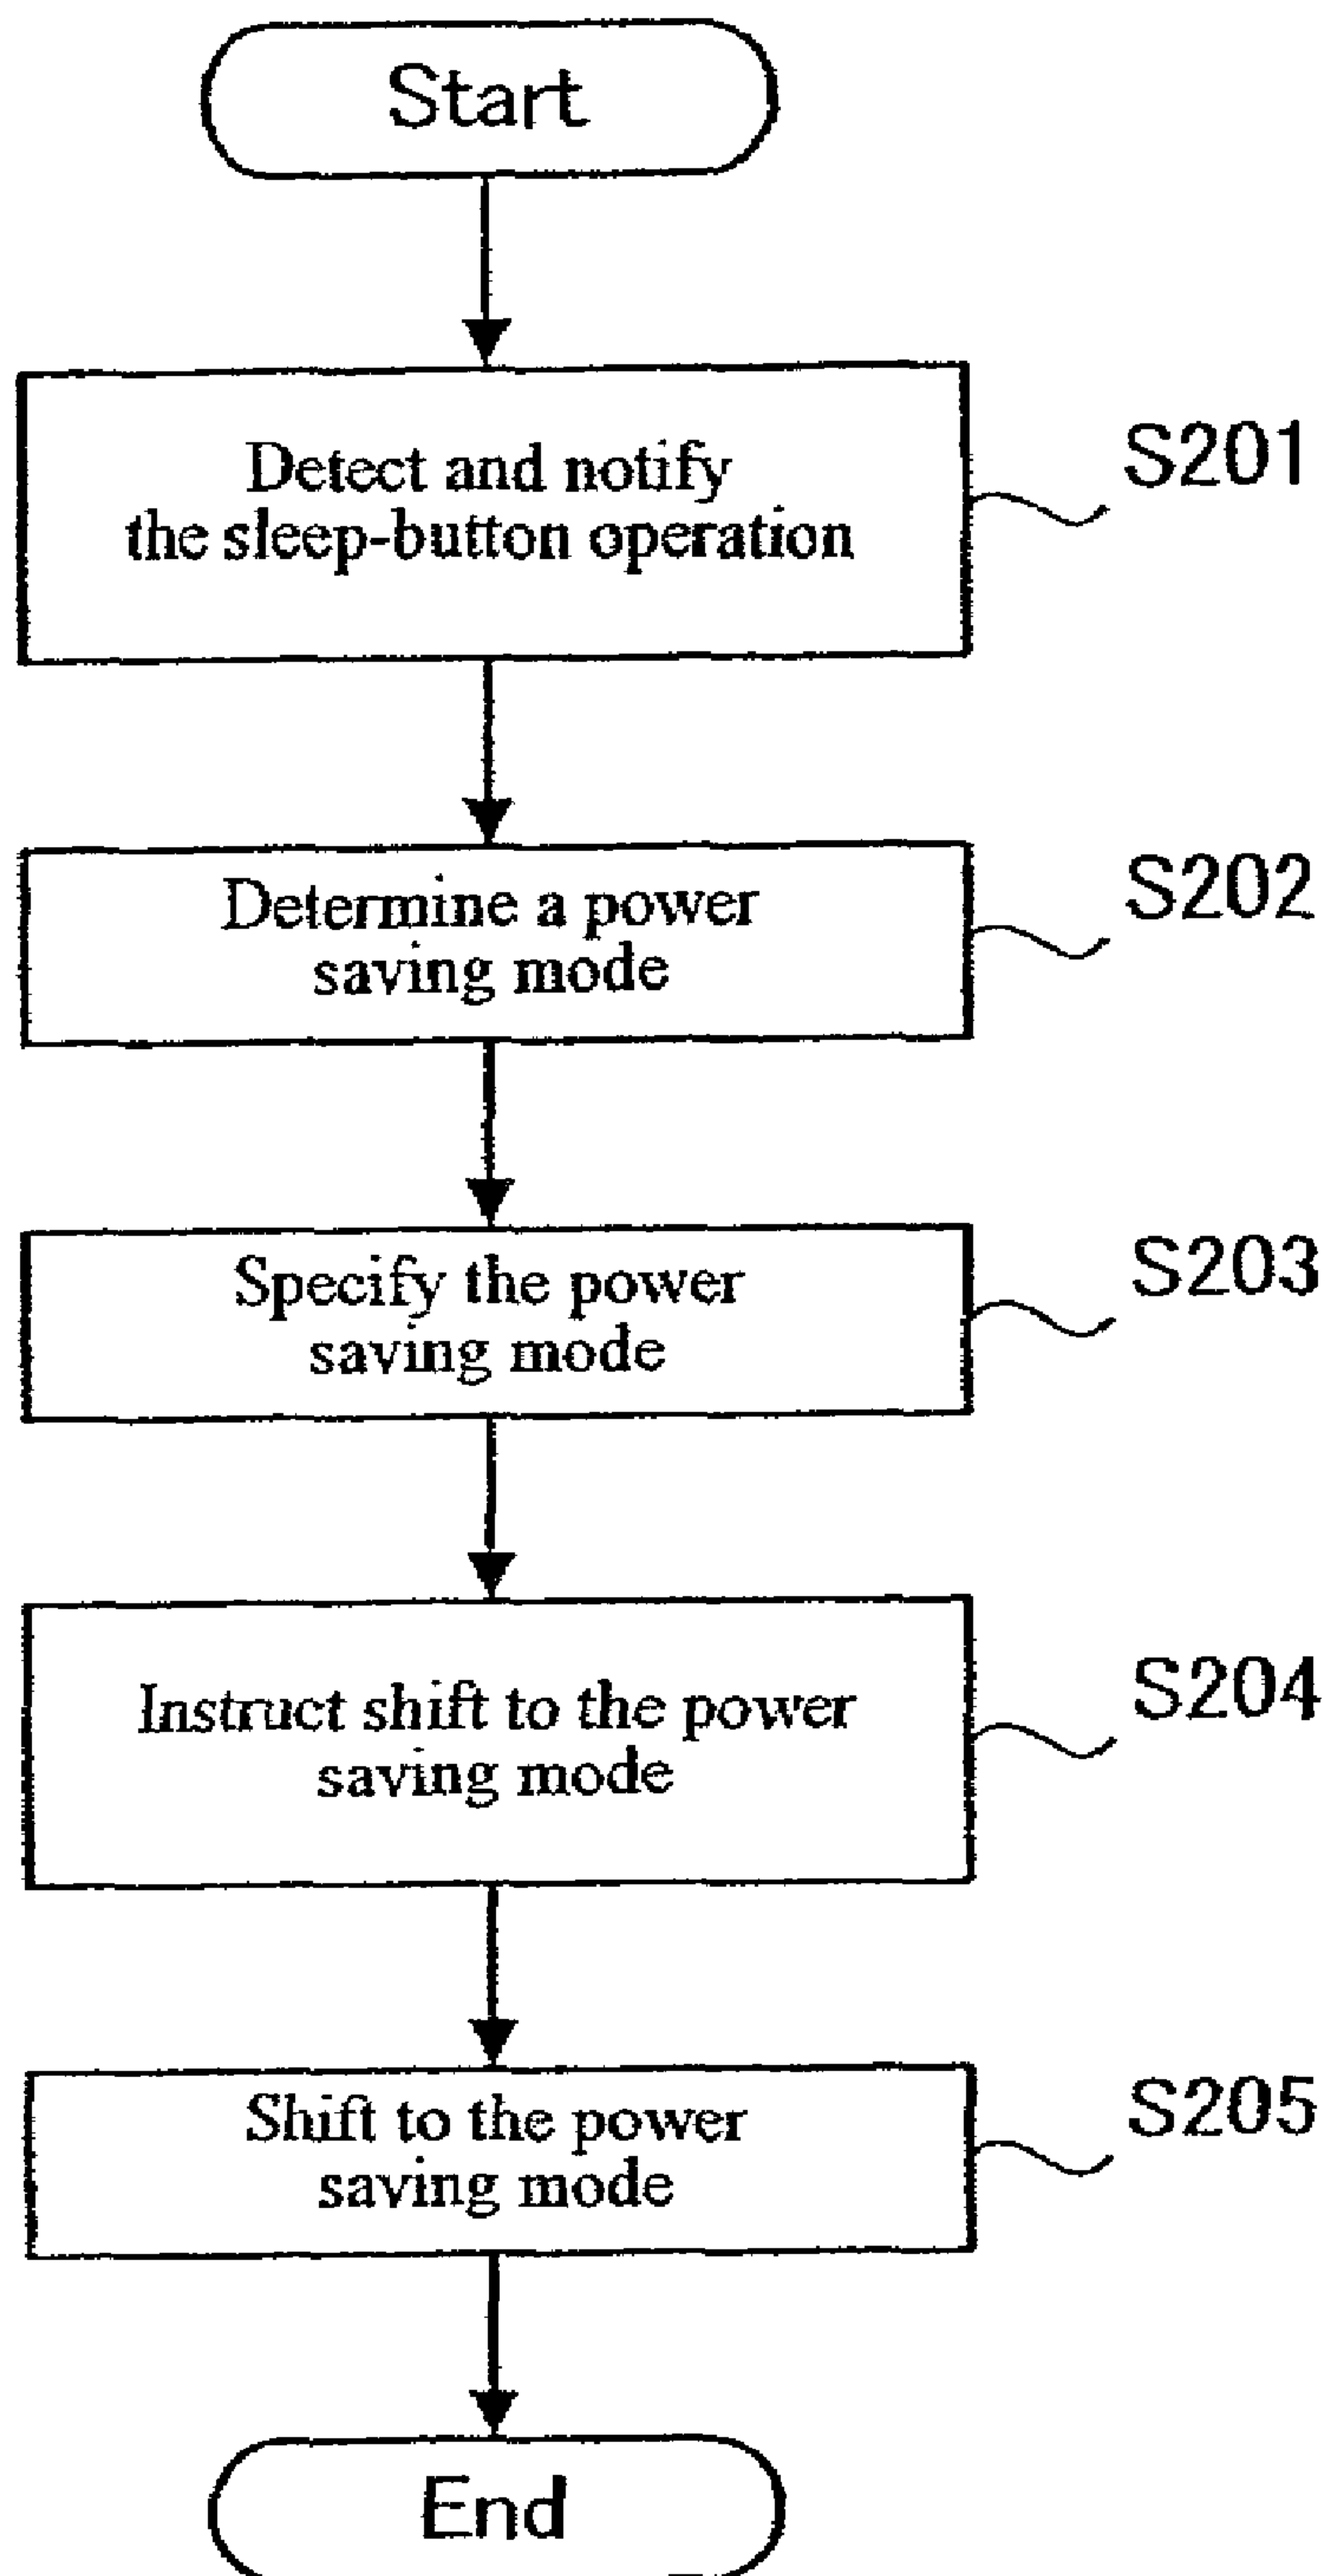 Start
Detect and notify
the sleep-button operation
S201
Determine a power
saving mode
S202
Specify the power
saving mode
S203
Instruct shift to the power
saving mode
S204
Shift to the power
saving mode
S205
End